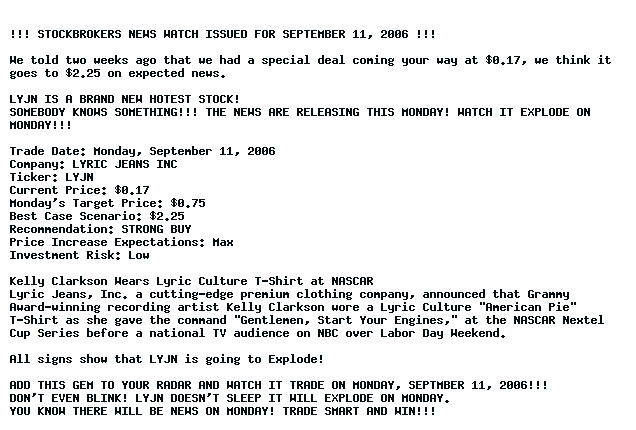 !!! STOCKBROKERS NEWS WATCH ISSUED FOR SEPTEMBER 11, 2006 !!!
We told two weeks ago that we had a special deal coming your way at $0.17, we think it
goes to $2.25 on expected news.
LYJN IS A BRAND NEW HOTEST STOCK!
SOMEBODY KNOWS SOMETHING!!! THE NEWS ARE RELEASING THIS MONDAY! WATCH IT EXPLODE ON
MONDAY!!!
Trade Date: Monday, September 11, 2006
Company: LYRIC JEANS INC
Ticker: LYJN
Current Price: $0.17
Monday's Target Price: $0.75
Best Case Scenario: $2.25
Recommendation: STRONG BUY
Price Increase Expectations: Max
Investment Risk: Low
Kelly Clarkson Wears Lyric Culture T-Shirt at NASCAR
Lyric Jeans, Inc. a cutting-edge premium clothing company, announced that Grammy
Award-winning recording artist Kelly Clarkson wore a Lyric Culture "American Pie"
T-Shirt as she gave the command "Gentlemen, Start Your Engines," at the NASCAR Nextel
Cup Series before a national TV audience on NBC over Labor Day Weekend.
All signs show that LYJN is going to Explode!
ADD THIS GEM TO YOUR RADAR AND WATCH IT TRADE ON MONDAY, SEPTMBER 11, 2006!!!
DON'T EVEN BLINK! LYJN DOESN'T SLEEP IT WILL EXPLODE ON MONDAY.
YOU KNOW THERE WILL BE NEWS ON MONDAY! TRADE SMART AND WIN!!!